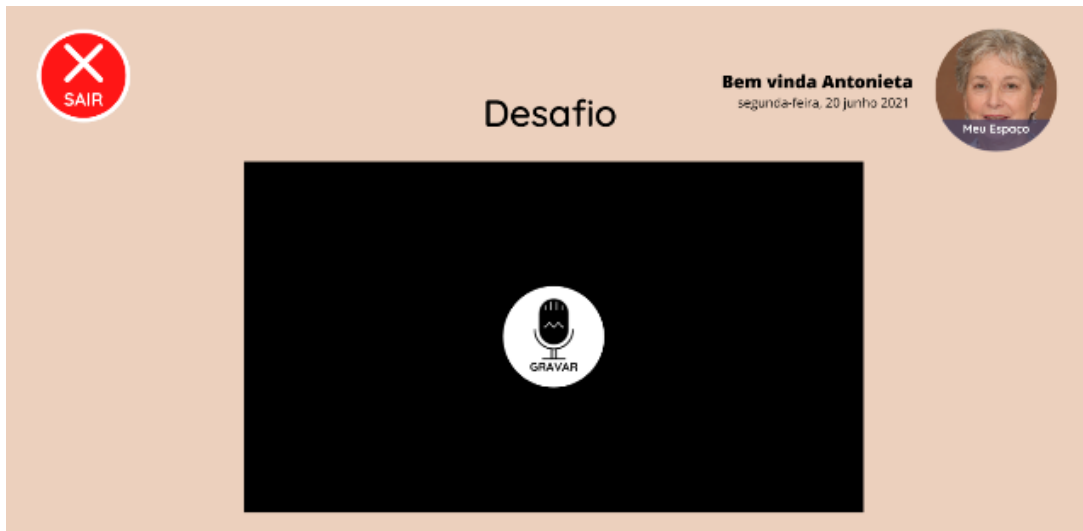 SAIR
Desafio
Bem vinda Antonieta
segunda-feira, 20 junho 2021
Meu Espaço
GRAVAR